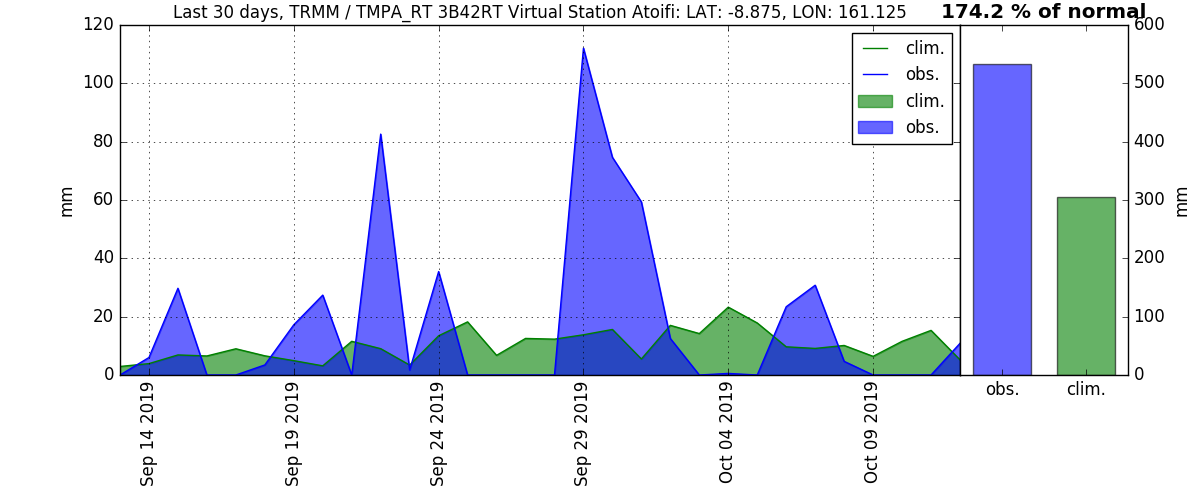 Last 30 days, TRMM / TMPA_RT 3B42RT Virtual Station Atoifi: LAT: -8.875, LON: 161.125
174.2 % of normal
120
100
80
60
40
20
0
mm
clim.
obs.
clim.
obs.
600
500
400
300
200
100
0
mm
obs.
clim.
Sep 14 2019
Sep 19 2019
Sep 24 2019
Sep 29 2019
Oct 04 2019
Oct 09 2019